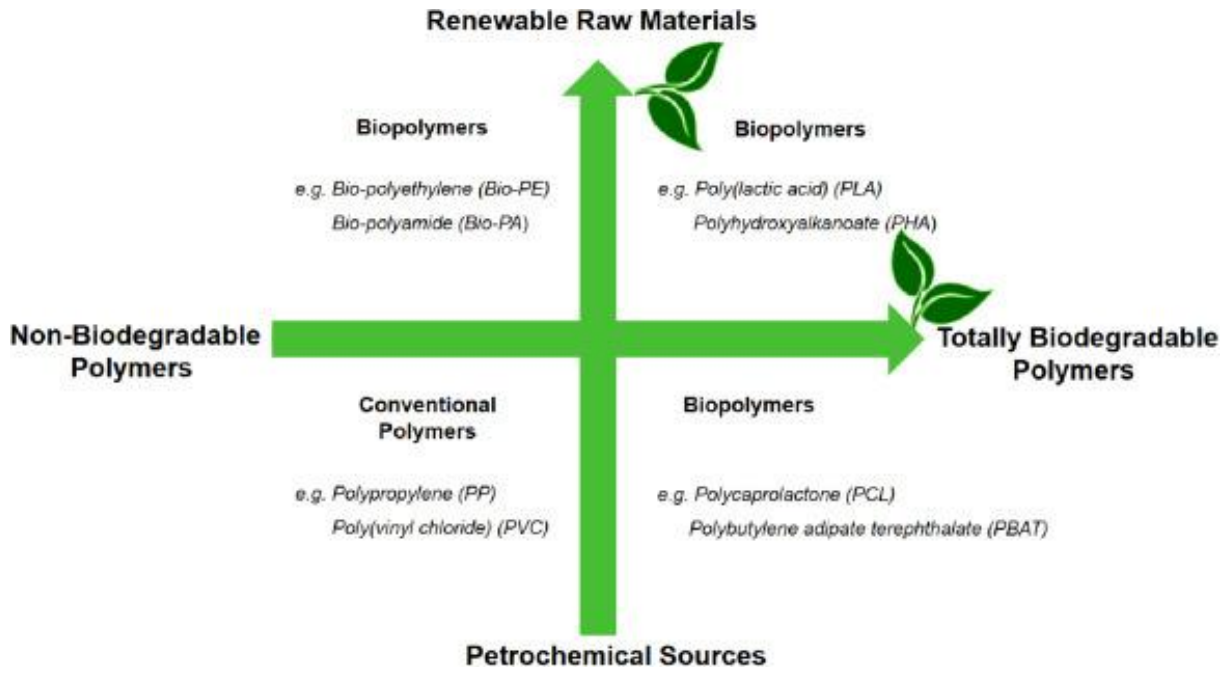 Renewable Raw Materials
Biopolymers
e.g. Bio-polyethylene (Bio-PE)
Bio-polyamide (Bio-PA)
Biopolymers
e.g. Poly(lactic acid) (PLA)
Polyhydroxyalkanoate (PHA)
Non-Biodegradable
Polymers
Totally Biodegradable
Polymers
Conventional
Polymers
e.g. Polypropylene (PP)
Poly(vinyl chloride) (PVC)
Biopolymers
e.g. Polycaprolactone (PCL)
Polybutylene adipate terephthalate (PBAT)
Petrochemical Sources